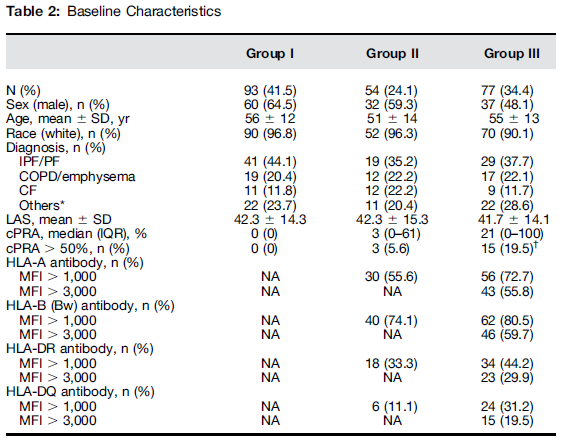 Table 2: Baseline Characteristics
Group I Group II Group III
N (%) 93 (41.5) 54 (24.1) 77 (34.4)
Sex (male), n (%) 60 (64.5) 32 (59.3) 37 (48.1)
Age, mean ± SD, yr 56 ± 12 51 ± 14 55 ± 13
Race (white), n (%) 90 (96.8) 52 (96.3) 70 (90.1)
Diagnosis, n (%)
IPF/PF 41 (44.1) 19 (35.2) 29 (37.7)
COPD/emphysema 19 (20.4) 12 (22.2) 17 (22.1)
CF 11 (11.8) 12 (22.2) 9 (11.7)
Others* 22 (23.7) 11 (20.4) 22 (28.6)
LAS, mean ± SD 42.3 ± 14.3 42.3 ± 15.3 41.7 ± 14.1
cPRA, median (IQR), % 0 (0) 3 (0–61) 21 (0–100)
cPRA > 50%, n (%) 0 (0) 3 (5.6) 15 (19.5)†
HLA-A antibody, n (%)
MFI > 1,000 NA 30 (55.6) 56 (72.7)
MFI > 3,000 NA NA 43 (55.8)
HLA-B (Bw) antibody, n (%)
MFI > 1,000 NA 40 (74.1) 62 (80.5)
MFI > 3,000 NA NA 46 (59.7)
HLA-DR antibody, n (%)
MFI > 1,000 NA 18 (33.3) 34 (44.2)
MFI > 3,000 NA NA 23 (29.9)
HLA-DQ antibody, n (%)
MFI > 1,000 NA 6 (11.1) 24 (31.2)
MFI > 3,000 NA NA 15 (19.5)